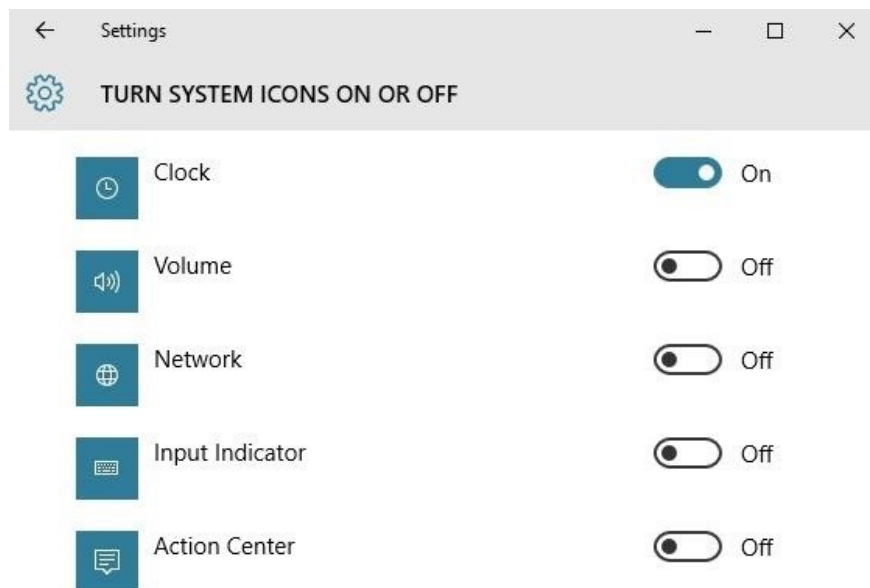 Settings
TURN SYSTEM ICONS ON OR OFF
Clock On
Volume Off
Network Off
Input Indicator Off
Action Center Off